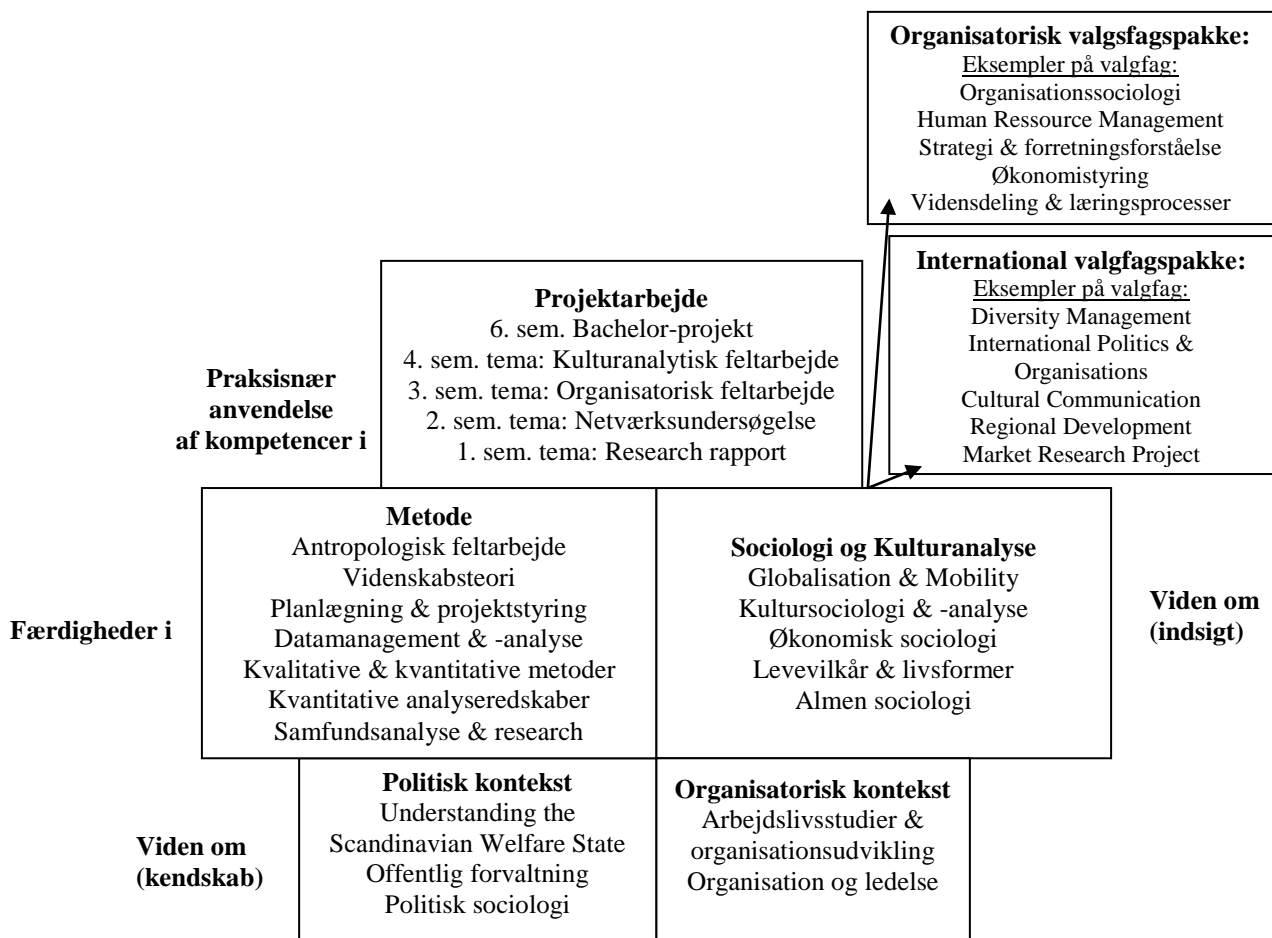 Organisatorisk valgsfagspakke:
Eksempler på valgfag:
Organisationssociologi
Human Ressource Management
Strategi & forretningsforståelse
Økonomistyring
Vidensdeling & læringsprocesser
International valgfagspakke:
Eksempler på valgfag:
Diversity Management
International Politics &
Organisations
Cultural Communication
Regional Development
Market Research Project
Praksisnær
anvendelse
af kompetencer i
Projektarbejde
6. sem. Bachelor-projekt
4. sem. tema: Kulturanalytisk feltarbejde
3. sem. tema: Organisatorisk feltarbejde
2. sem. tema: Netværksundersøgelse
1. sem. tema: Research rapport
Færdigheder i
Metode
Antropologisk feltarbejde
Videnskabsteori
Planlægning & projektstyring
Datamanagement & -analyse
Kvalitative & kvantitative metoder
Kvantitative analyseredskaber
Samfundsanalyse & research
Sociologi og Kulturanalyse
Globalisation & Mobility
Kultursociologi & -analyse
Økonomisk sociologi
Levevilkår & livsformer
Almen sociologi
Viden om
(indsigt)
Viden om
(kendskab)
Politisk kontekst
Understanding the
Scandinavian Welfare State
Offentlig forvaltning
Politisk sociologi
Organisatorisk kontekst
Arbejdslivsstudier &
organisationsudvikling
Organisation og ledelse